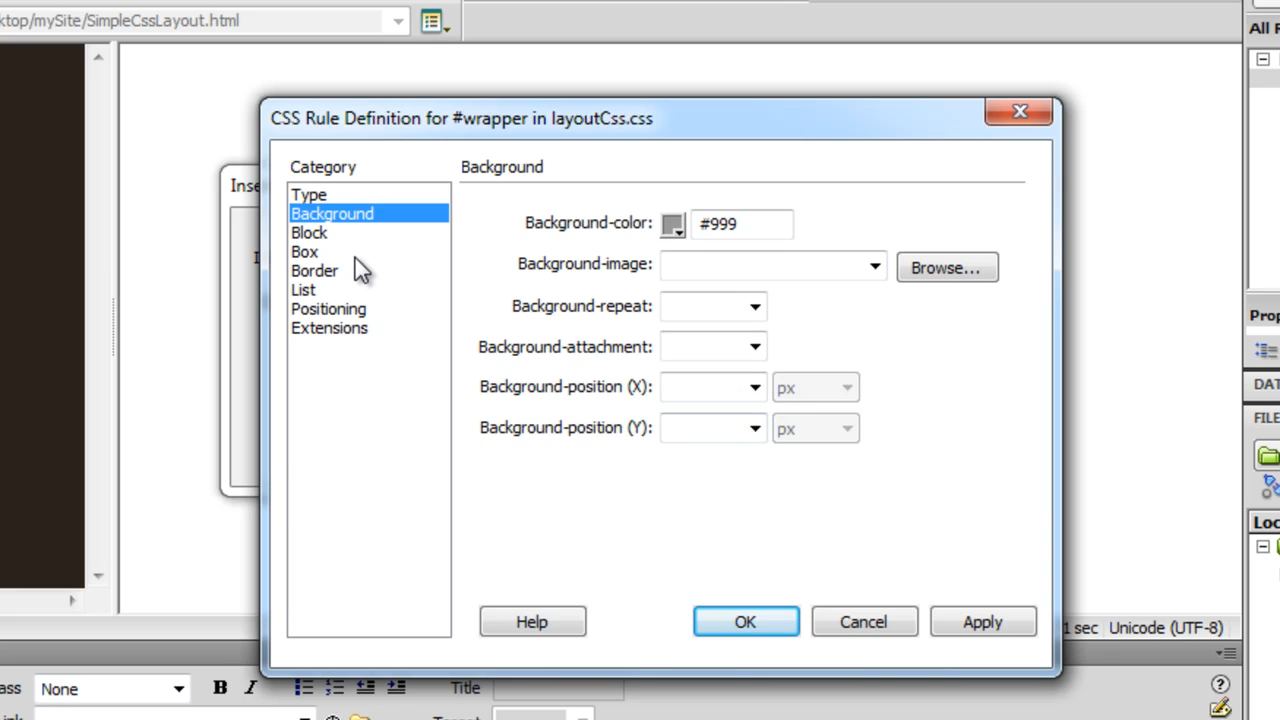 ktop/mySite/SimpleCssLayout.html
All R
CSS Rule Definition for #wrapper in layoutCss.css
Inse
Category
Type
Background
Block
Box
Border
List
Positioning
Extensions
Background
Background-color: #999
Background-image: Browse...
Background-repeat:
Background-attachment:
Background-position (X): px
Background-position (Y): px
Help OK Cancel Apply
Prop
DAT
FILE
Loc
1 sec Unicode (UTF-8)
ass None B I Title